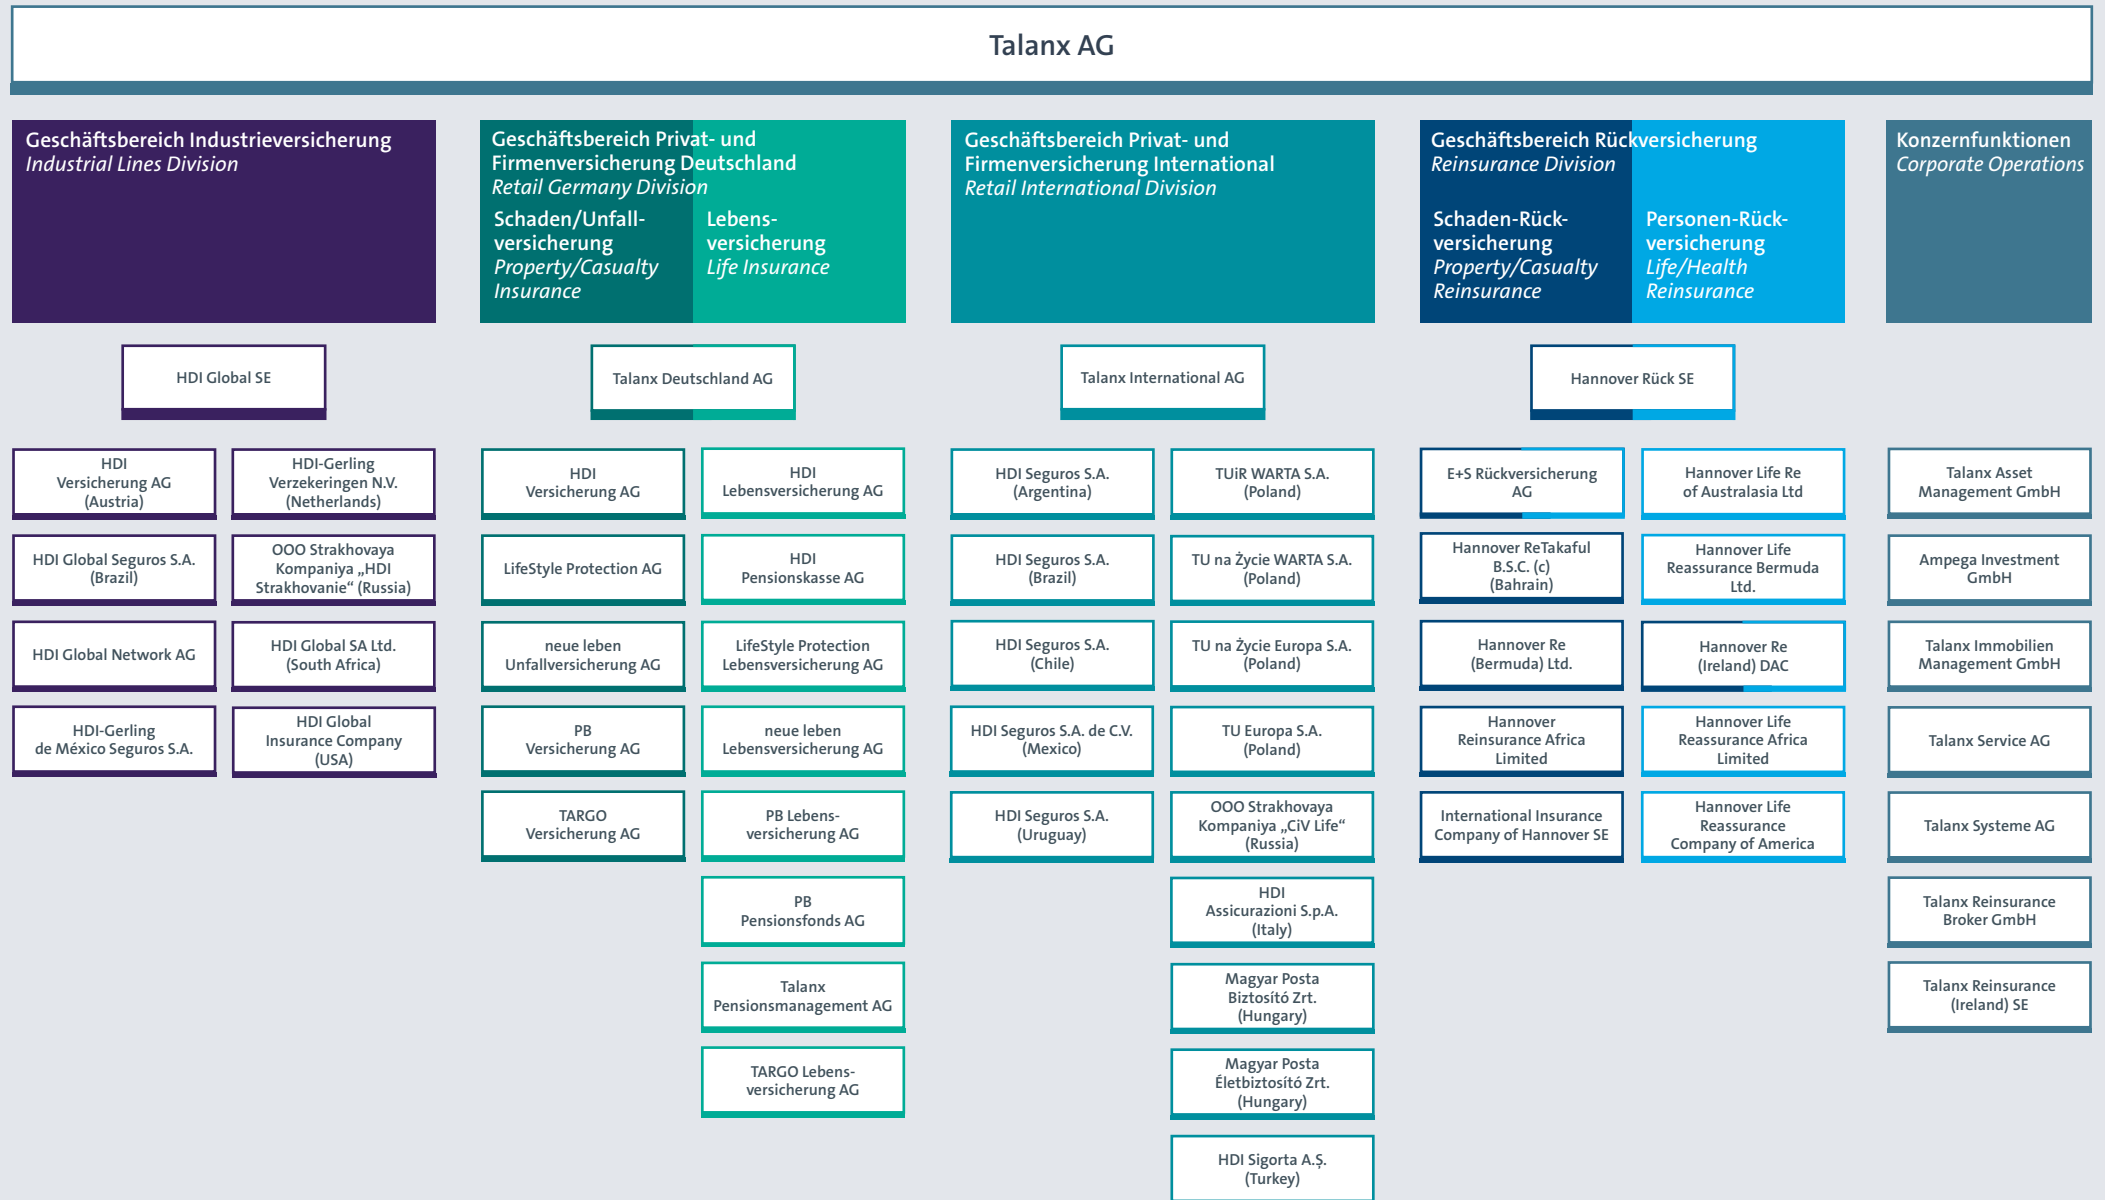 Talanx AG
Geschäftsbereich Industrieversicherung
Industrial Lines Division
Geschäftsbereich Privat- und
Firmenversicherung Deutschland
Retail Germany Division
Schaden/Unfall-
versicherung
Property/Casualty
Insurance
Lebens-
versicherung
Life Insurance
Geschäftsbereich Privat- und
Firmenversicherung International
Retail International Division
Geschäftsbereich Rückversicherung
Reinsurance Division
Schaden-Rück-
versicherung
Property/Casualty
Reinsurance
Personen-Rück-
versicherung
Life/Health
Reinsurance
Konzernfunktionen
Corporate Operations
HDI Global SE
Talanx Deutschland AG
Talanx International AG
Hannover Rück SE
HDI
Versicherung AG
(Austria)
HDI Global Seguros S.A.
(Brazil)
HDI Global Network AG
HDI-Gerling
de México Seguros S.A.
HDI-Gerling
Verzekeringen N.V.
(Netherlands)
OOO Strakhovaya
Kompaniya „HDI
Strakhovanie“ (Russia)
HDI Global SA Ltd.
(South Africa)
HDI Global
Insurance Company
(USA)
HDI
Versicherung AG
LifeStyle Protection AG
neue leben
Unfallversicherung AG
PB
Versicherung AG
TARGO
Versicherung AG
HDI
Lebensversicherung AG
HDI
Pensionskasse AG
LifeStyle Protection
Lebensversicherung AG
neue leben
Lebensversicherung AG
PB Lebens-
versicherung AG
PB
Pensionsfonds AG
Talanx
Pensionsmanagement AG
TARGO Lebens-
versicherung AG
HDI Seguros S.A.
(Argentina)
HDI Seguros S.A.
(Brazil)
HDI Seguros S.A.
(Chile)
HDI Seguros S.A. de C.V.
(Mexico)
HDI Seguros S.A.
(Uruguay)
TUiR WARTA S.A.
(Poland)
TU na Życie WARTA S.A.
(Poland)
TU na Życie Europa S.A.
(Poland)
TU Europa S.A.
(Poland)
OOO Strakhovaya
Kompaniya „CiV Life“
(Russia)
HDI
Assicurazioni S.p.A.
(Italy)
Magyar Posta
Biztosító Zrt.
(Hungary)
Magyar Posta
Életbiztosító Zrt.
(Hungary)
HDI Sigorta A.Ş.
(Turkey)
E+S Rückversicherung
AG
Hannover ReTakaful
B.S.C. (c)
(Bahrain)
Hannover Re
(Bermuda) Ltd.
Hannover
Reinsurance Africa
Limited
International Insurance
Company of Hannover SE
Hannover Life Re
of Australasia Ltd
Hannover Life
Reassurance Bermuda
Ltd.
Hannover Re
(Ireland) DAC
Hannover Life
Reassurance Africa
Limited
Hannover Life
Reassurance
Company of America
Talanx Asset
Management GmbH
Ampega Investment
GmbH
Talanx Immobilien
Management GmbH
Talanx Service AG
Talanx Systeme AG
Talanx Reinsurance
Broker GmbH
Talanx Reinsurance
(Ireland) SE